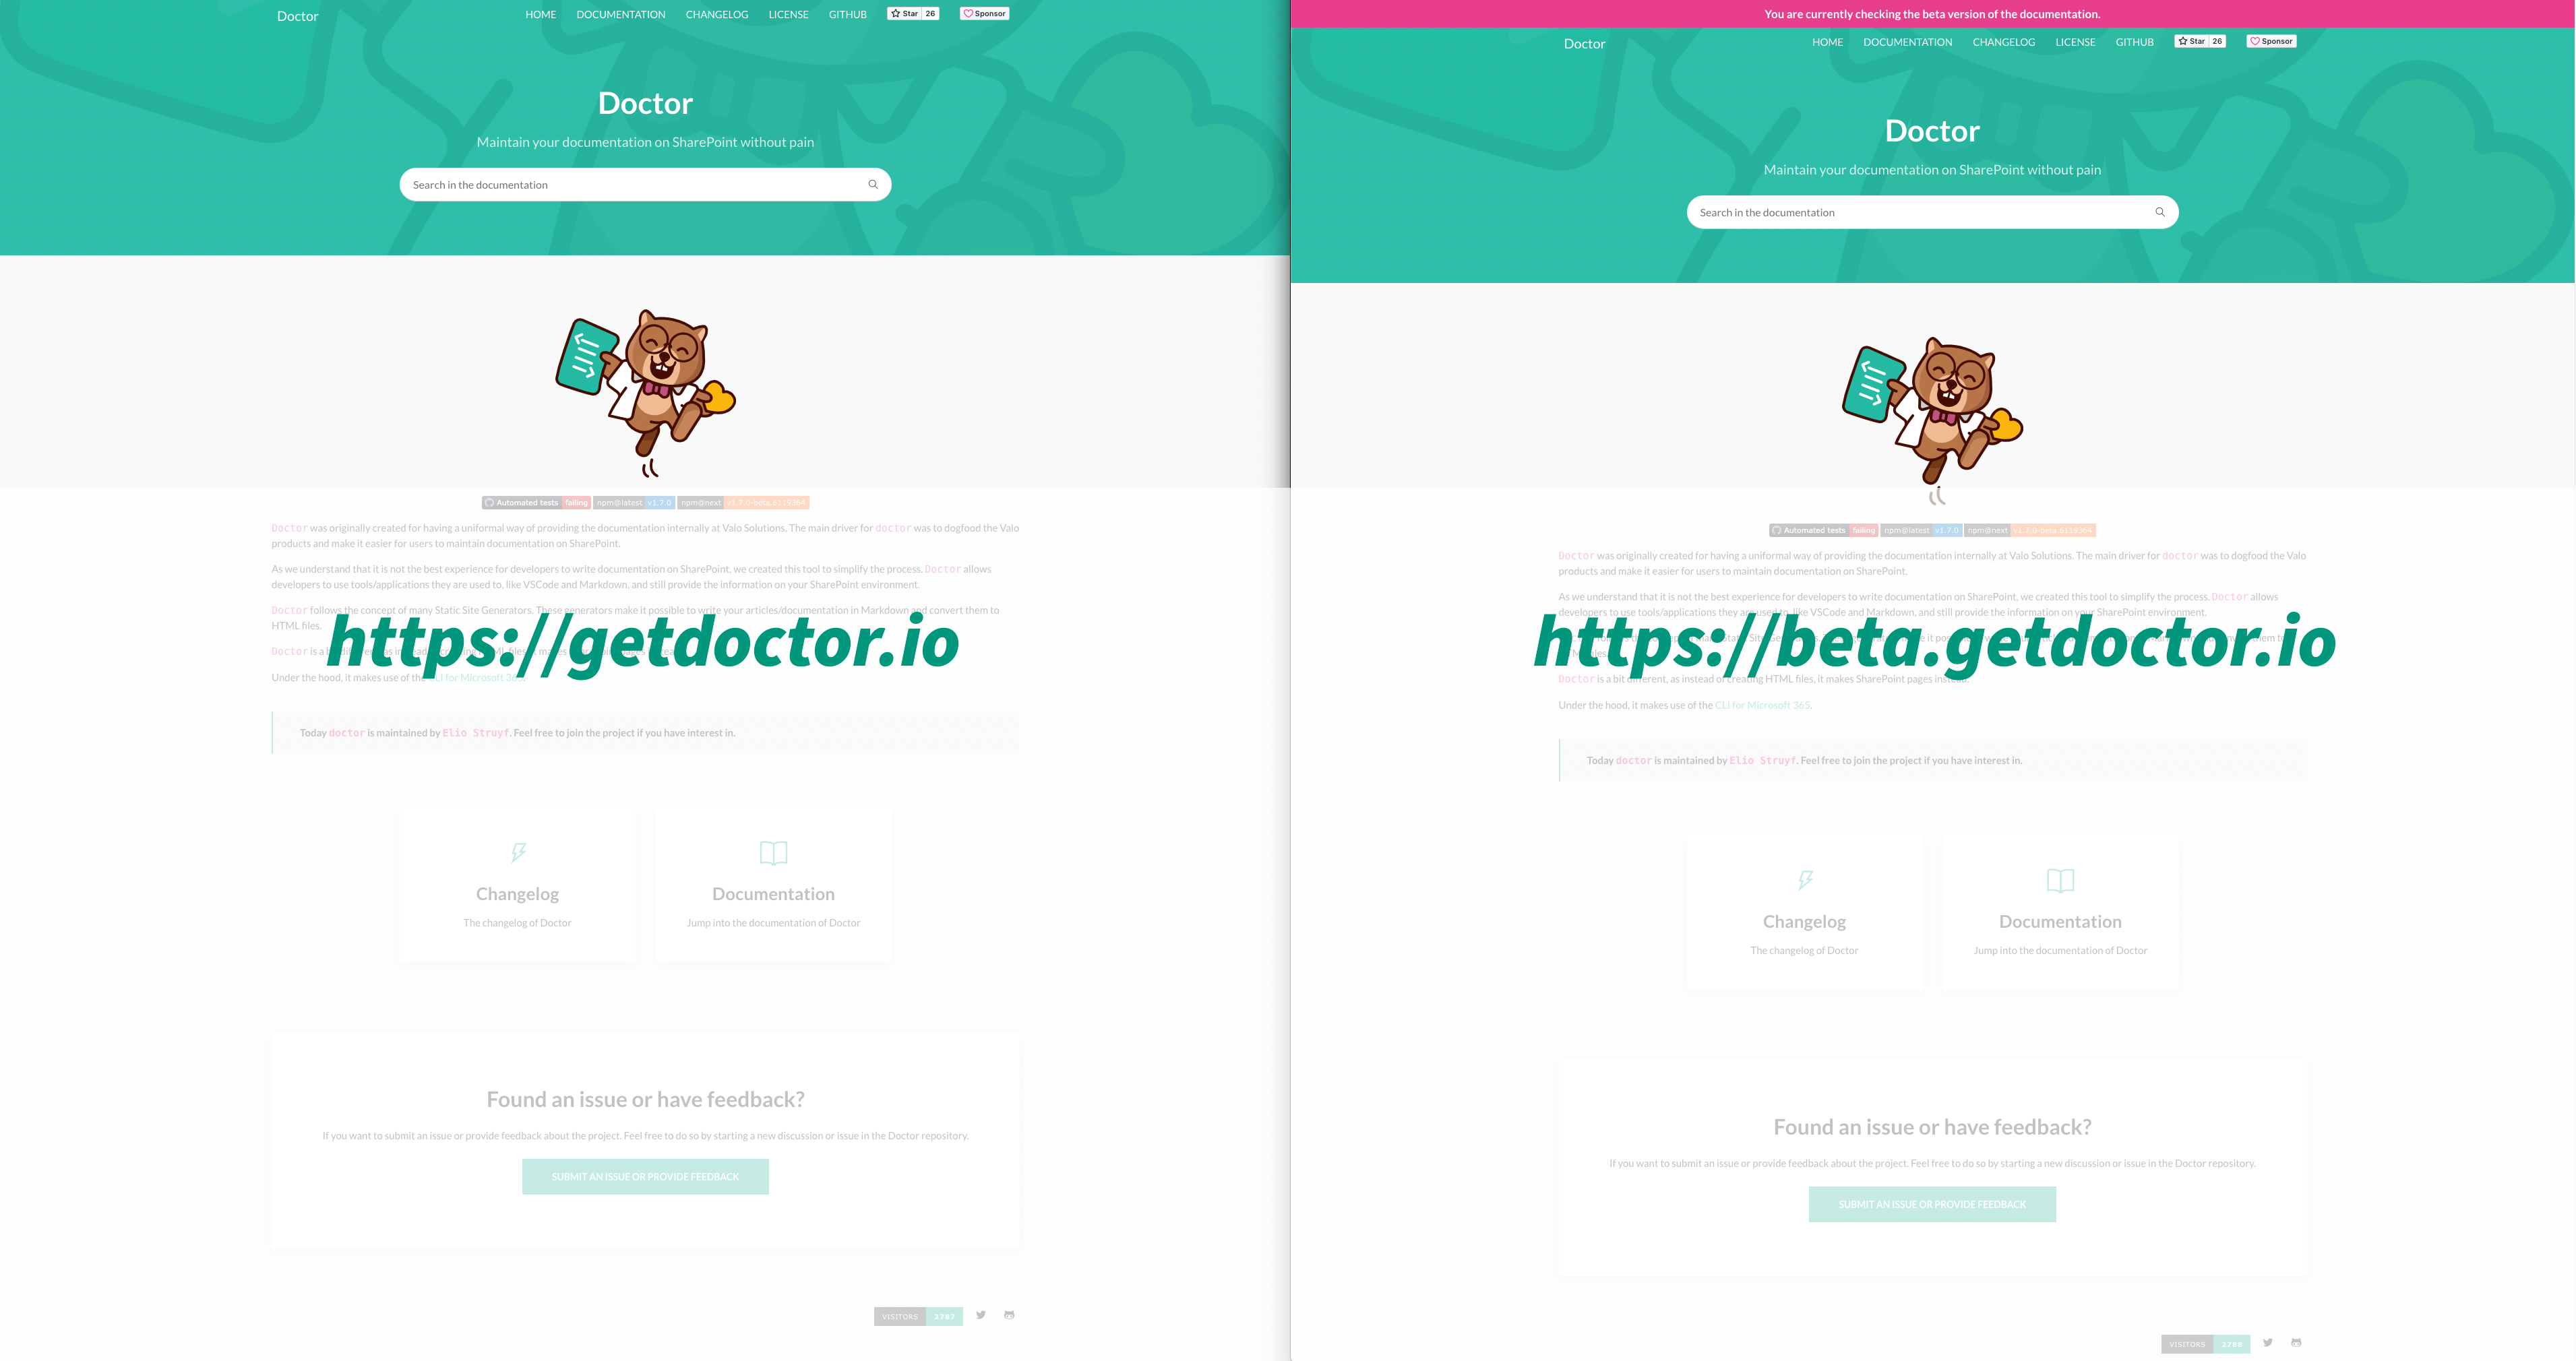 Doctor
HOME DOCUMENTATION CHANGELOG LICENSE GITHUB Star 26 Sponsor
Doctor
Maintain your documentation on SharePoint without pain
Search in the documentation
Automated tests failing npm@latest v1.7.0 npm@next v1.7.0-beta.6119364
Doctor was originally created for having a uniformal way of providing the documentation internally at Valo Solutions. The main driver for doctor was to dogfood the Valo
products and make it easier for users to maintain documentation on SharePoint.
As we understand that it is not the best experience for developers to write documentation on SharePoint, we created this tool to simplify the process. Doctor allows
developers to use tools/applications they are used to, like VSCode and Markdown, and still provide the information on your SharePoint environment.
Doctor follows the concept of many Static Site Generators. These generators make it possible to write your articles/documentation in Markdown and convert them to
HTML files.
https://getdoctor.io
Doctor is a
Under the hood, it makes use of the CLI for Microsoft 365.
Today doctor is maintained by Elio Struyf. Feel free to join the project if you have interest in.
Changelog
The changelog of Doctor
Documentation
Jump into the documentation of Doctor
Found an issue or have feedback?
If you want to submit an issue or provide feedback about the project. Feel free to do so by starting a new discussion or issue in the Doctor repository.
SUBMIT AN ISSUE OR PROVIDE FEEDBACK
VISITORS 2787
You are currently checking the beta version of the documentation.
Doctor
HOME DOCUMENTATION CHANGELOG LICENSE GITHUB Star 26 Sponsor
Doctor
Maintain your documentation on SharePoint without pain
Search in the documentation
Automated tests failing npm@latest v1.7.0 npm@next v1.7.0-beta.6119364
Doctor was originally created for having a uniformal way of providing the documentation internally at Valo Solutions. The main driver for doctor was to dogfood the Valo
products and make it easier for users to maintain documentation on SharePoint.
As we understand that it is not the best experience for developers to write documentation on SharePoint, we created this tool to simplify the process. Doctor allows
developers to use tools/applications they are used to, like VSCode and Markdown, and still provide the information on your SharePoint environment.
https://beta.getdoctor.io
Doctor is a bit different, as instead of creating HTML files, it makes SharePoint pages instead.
Under the hood, it makes use of the CLI for Microsoft 365.
Today doctor is maintained by Elio Struyf. Feel free to join the project if you have interest in.
Changelog
The changelog of Doctor
Documentation
Jump into the documentation of Doctor
Found an issue or have feedback?
If you want to submit an issue or provide feedback about the project. Feel free to do so by starting a new discussion or issue in the Doctor repository.
SUBMIT AN ISSUE OR PROVIDE FEEDBACK
VISITORS 2788